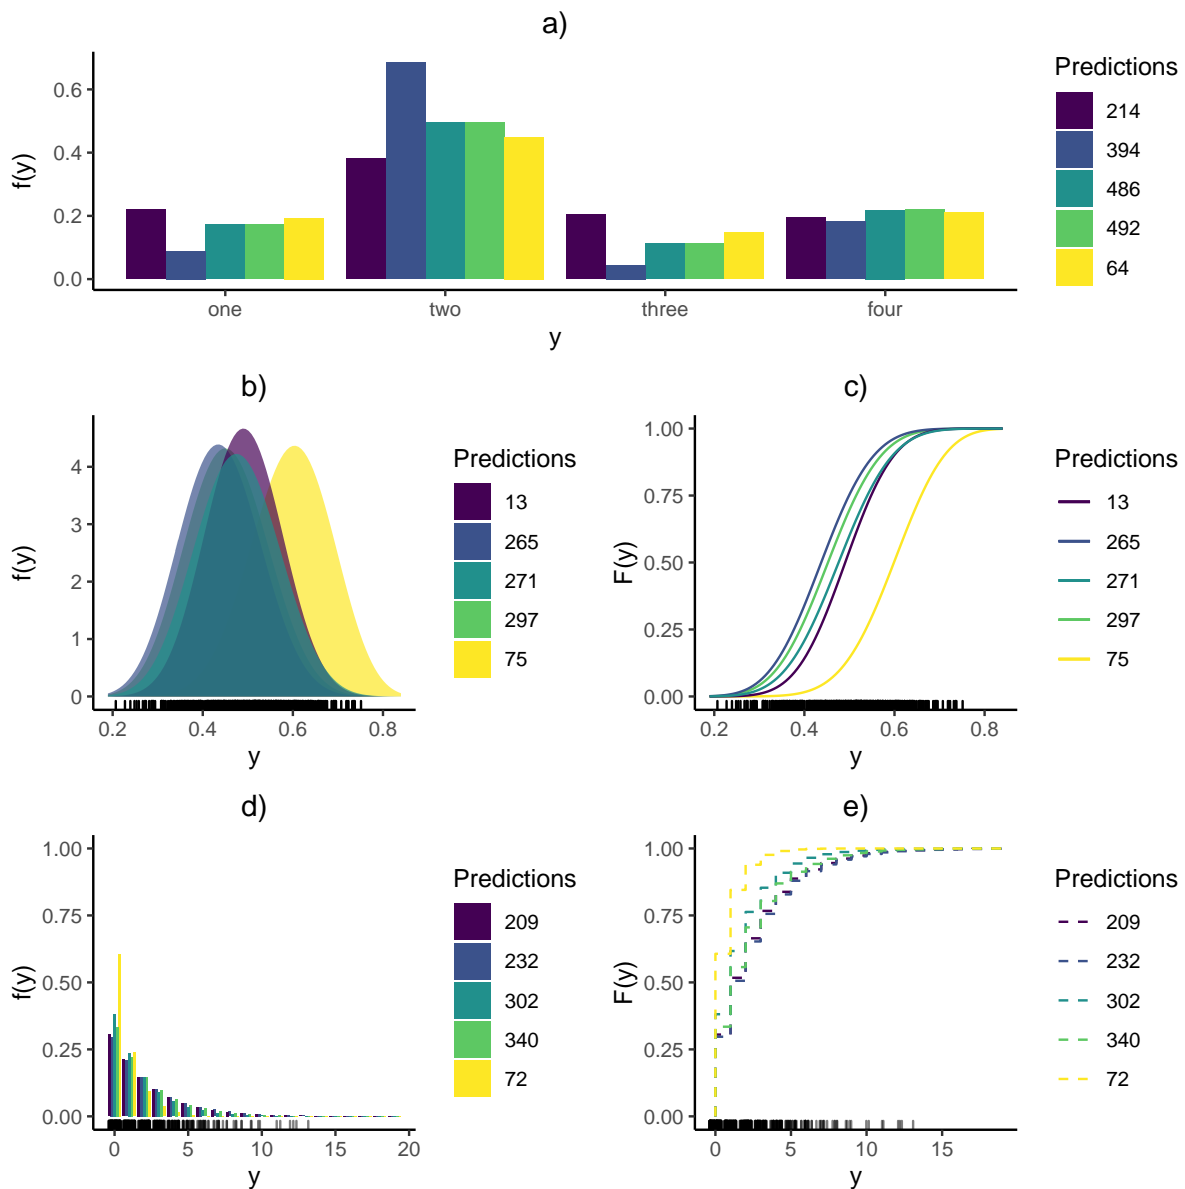 a)
f(y)
0.6
0.4
0.2
0.0
one two three four
y
Predictions
214
394
486
492
64
b)
f(y)
4
3
2
1
0
0.2 0.4 0.6 0.8
y
Predictions
13
265
271
297
75
c)
F(y)
1.00
0.75
0.50
0.25
0.00
0.2 0.4 0.6 0.8
y
Predictions
13
265
271
297
75
d)
f(y)
1.00
0.75
0.50
0.25
0.00
0 5 10 15 20
y
Predictions
209
232
302
340
72
e)
F(y)
1.00
0.75
0.50
0.25
0.00
0 5 10 15
y
Predictions
209
232
302
340
72